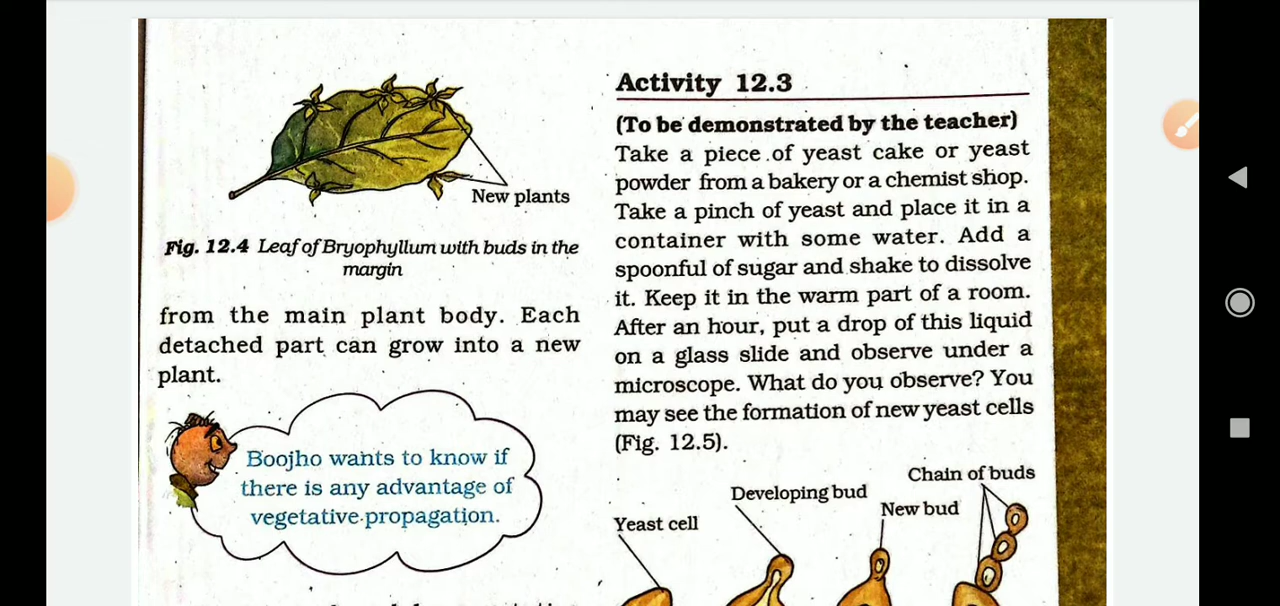 New plants
Fig. 12.4 Leaf of Bryophyllum with buds in the
margin
from the main plant body. Each
detached part can grow into a new
plant.
Boojho wants to know if
there is any advantage of
vegetative propagation.
Activity 12.3
(To be demonstrated by the teacher)
Take a piece of yeast cake or yeast
powder from a bakery or a chemist shop.
Take a pinch of yeast and place it in a
container with some water. Add a
spoonful of sugar and shake to dissolve
it. Keep it in the warm part of a room.
After an hour, put a drop of this liquid
on a glass slide and observe under a
microscope. What do you observe? You
may see the formation of new yeast cells
(Fig. 12.5).
Chain of buds
Developing bud
New bud
Yeast cell